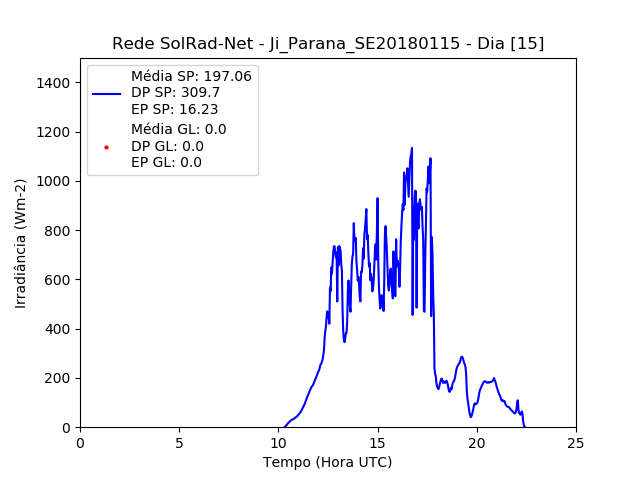 Rede SolRad-Net - Ji_Parana_SE20180115 - Dia [15]
Média SP: 197.06
DP SP: 309.7
EP SP: 16.23
Média GL: 0.0
DP GL: 0.0
EP GL: 0.0
Irradiância (Wm-2)
1400
1200
1000
800
600
400
200
0
0 5 10 15 20 25
Tempo (Hora UTC)